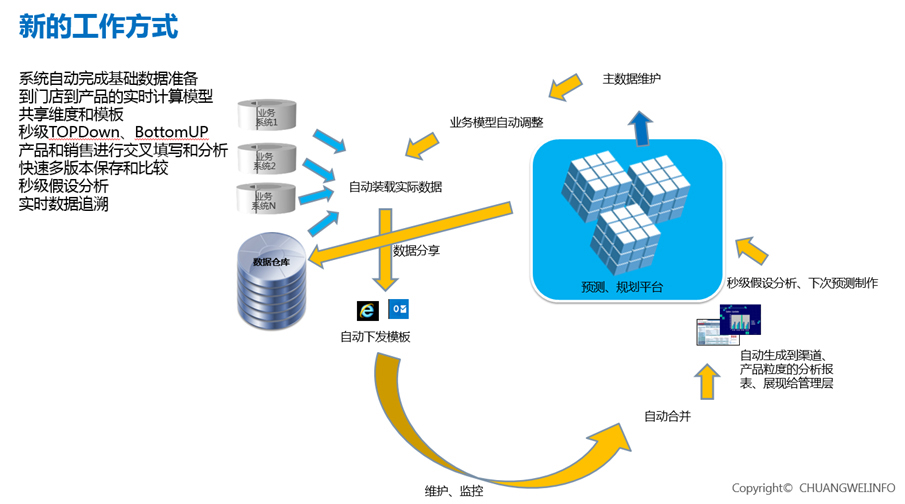 新的工作方式
系统自动完成基础数据准备
到门店到产品的实时计算模型
共享维度和模板
秒级TOPDown、BottomUP
产品和销售进行交叉填写和分析
快速多版本保存和比较
秒级假设分析
实时数据追溯
业务
系统1
业务
系统2
业务
系统N
数据仓库
主数据维护
业务模型自动调整
自动装载实际数据
数据分享
预测、规划平台
秒级假设分析、下次预测制作
自动下发模板
自动生成到渠道、
产品粒度的分析报
表、展现给管理层
自动合并
维护、监控
Copyright© CHUANGWEI.INFO